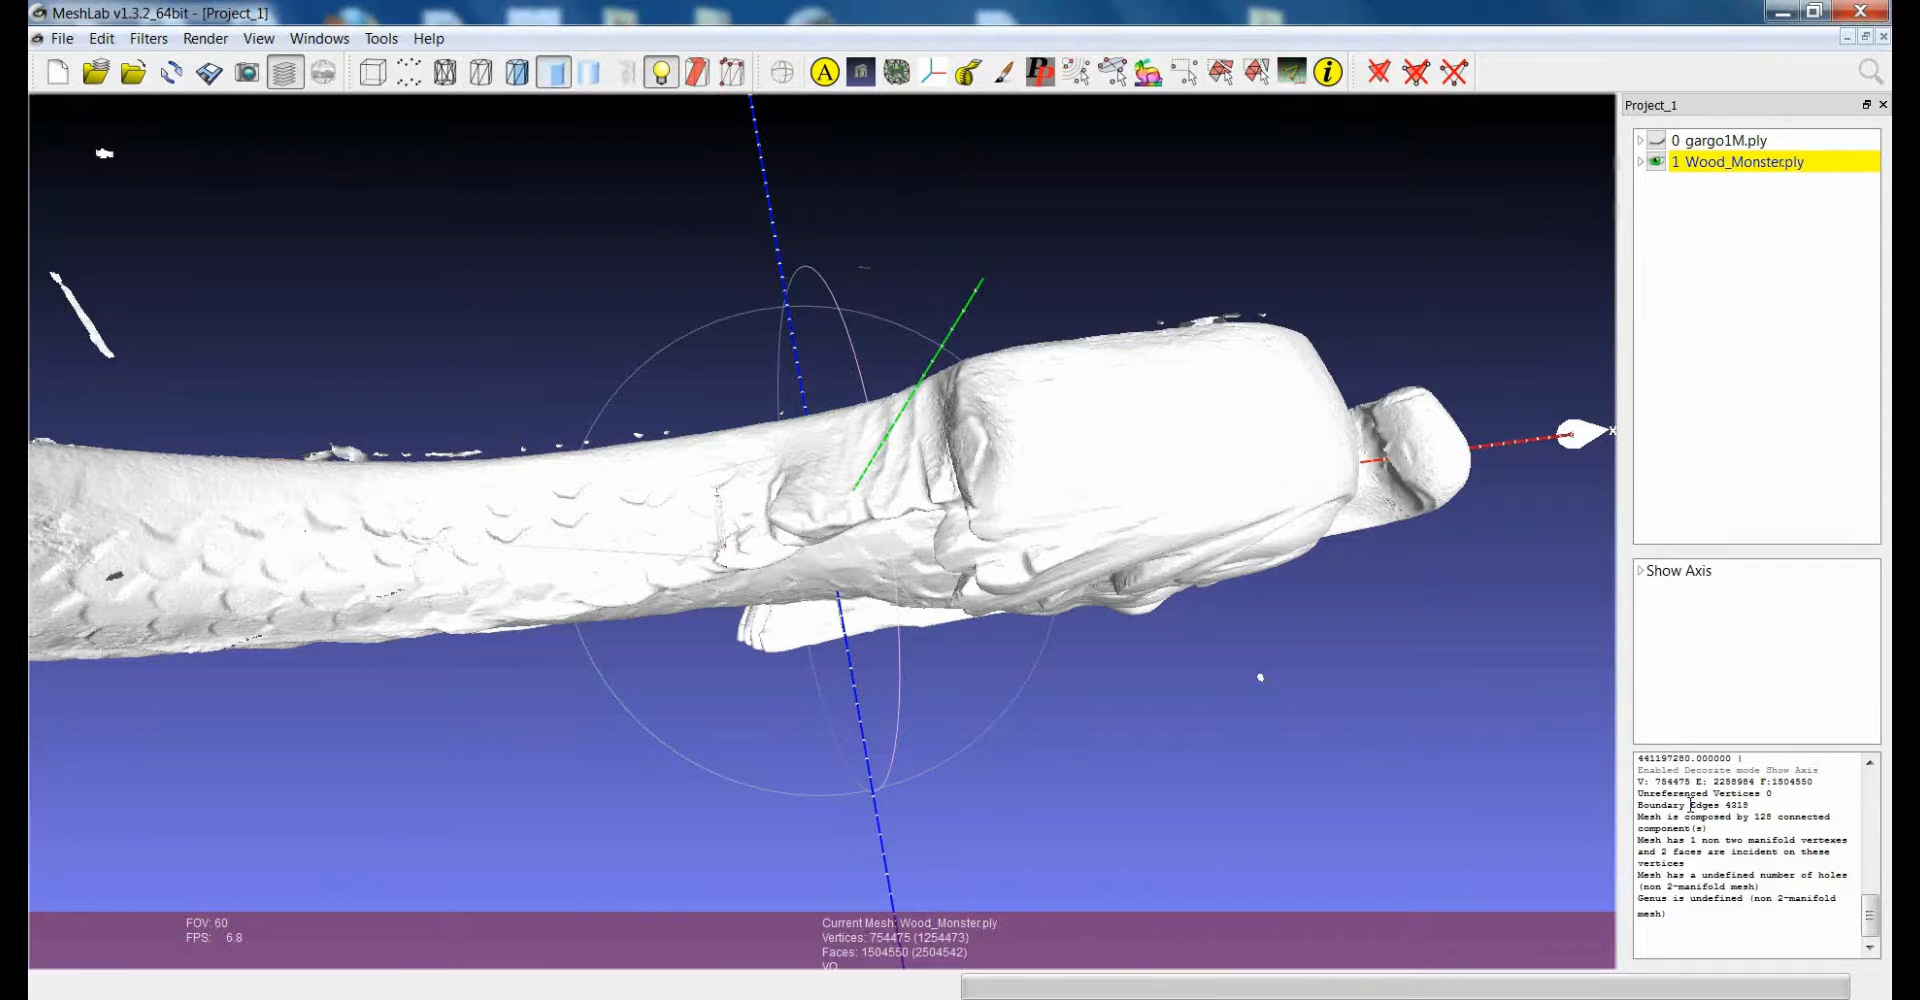 MeshLab v1.3.2_64bit - [Project_1]
File Edit Filters Render View Windows Tools Help
A
PP
i
Project_1
0 gargo1M.ply
1 Wood_Monster.ply
x
Show Axis
441197280.000000 |
Enabled Decorate mode Show Axis
V: 754475 E: 2258984 F:1504550
Unreferenced Vertices 0
Boundary Edges 4318
Mesh is composed by 128 connected
component(s)
Mesh has 1 non two manifold vertexes
and 2 faces are incident on these
vertices
Mesh has a undefined number of holes
(non 2-manifold mesh)
Genus is undefined (non 2-manifold
mesh)
FOV: 60
FPS: 6.8
Current Mesh: Wood_Monster.ply
Vertices: 754475 (1254473)
Faces: 1504550 (2504542)
VQ